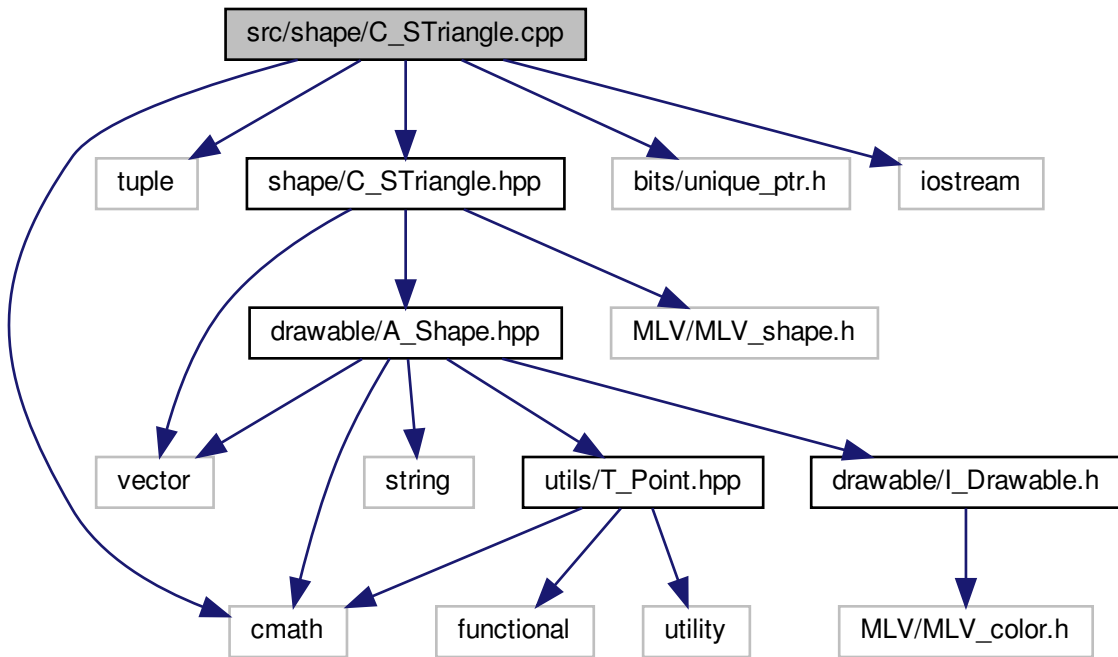 src/shape/C_STriangle.cpp
tuple
shape/C_STriangle.hpp
bits/unique_ptr.h
iostream
drawable/A_Shape.hpp
MLV/MLV_shape.h
vector
string
utils/T_Point.hpp
drawable/I_Drawable.h
cmath
functional
utility
MLV/MLV_color.h